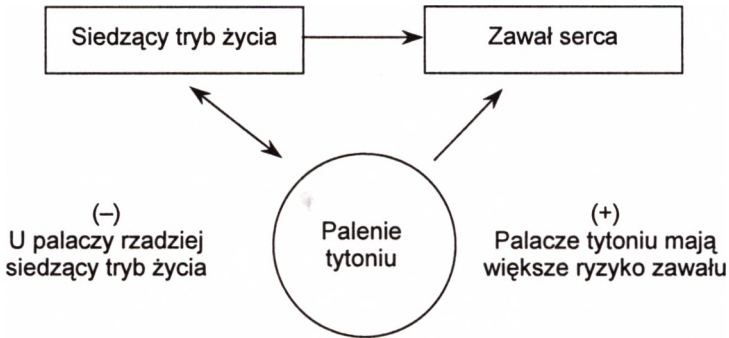 Siedzący tryb życia
Zawał serca
(–)
U palaczy rzadziej
siedzący tryb życia
Palenie
tytoniu
(+)
Palacze tytoniu mają
większe ryzyko zawału